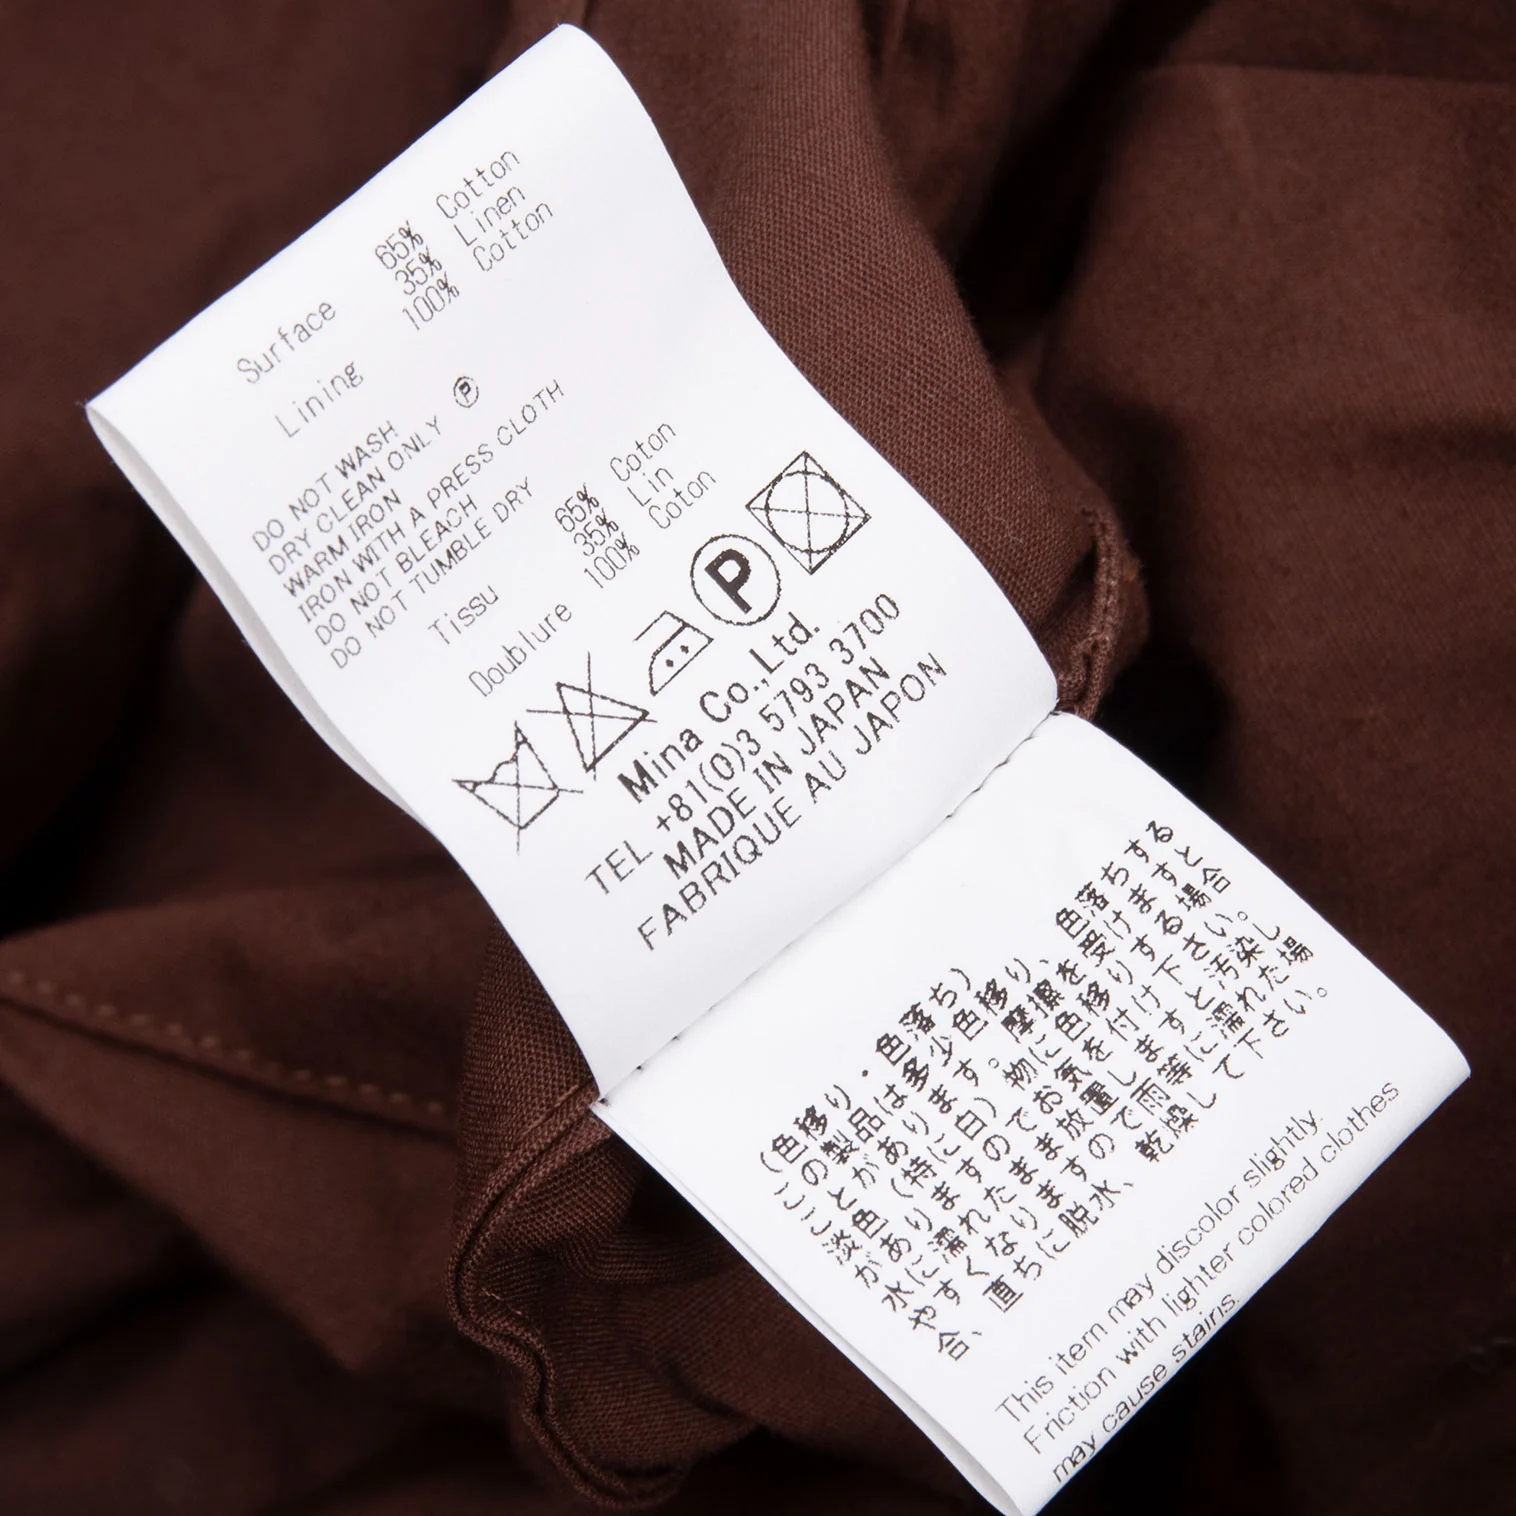 Surface 65% Cotton
35% Linen
Lining 100% Cotton
DO NOT WASH
DRY CLEAN ONLY Ⓟ
WARM IRON
IRON WITH A PRESS CLOTH
DO NOT BLEACH
DO NOT TUMBLE DRY
Tissu 65% Coton
35% Lin
Doublure 100% Coton
P
Mina Co.,Ltd.
TEL +81(0)3 5793 3700
MADE IN JAPAN
FABRIQUE AU JAPON
(色移り・色落ち)
この製品は多少色移り、色落ちする
ことがあります。摩擦を受けますと
淡色(特に白)物に色移りする場合
がありますのでお気を付け下さい。
水に濡れたまま放置しますと汚染し
やすくなりますので雨等に濡れた場
合、直ちに脱水、乾燥して下さい。
This item may discolor slightly.
Friction with lighter colored clothes
may cause stains.